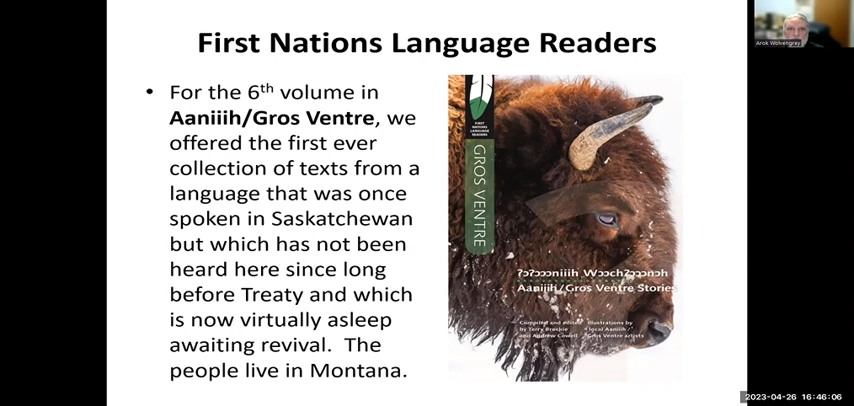 First Nations Language Readers
• For the 6th volume in
Aaniiih/Gros Ventre, we
offered the first ever
collection of texts from a
language that was once
spoken in Saskatchewan
but which has not been
heard here since long
before Treaty and which
is now virtually asleep
awaiting revival. The
people live in Montana.
FIRST
NATIONS
LANGUAGE
READERS
GROS VENTRE
ʔɔʔɔɔɔniiih Wɔɔchʔɔɔɔnɔh
Aaniiih/Gros Ventre Stories
Compiled and edited
by Terry Brockie
and Andrew Cowell
Illustrations by
local Aaniiih /
Gros Ventre artists
Arok Wolvengrey
2023-04-26 16:46:06